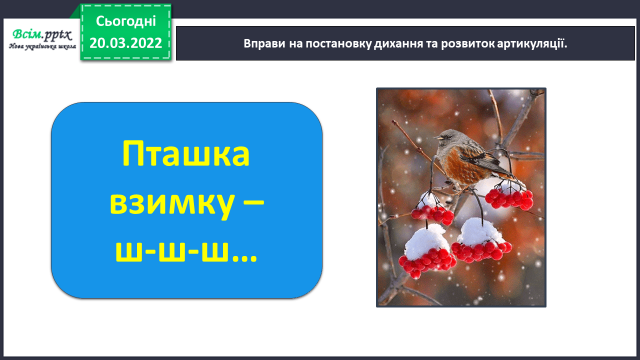 Всім.pptx
Нова українська школа
Сьогодні
20.03.2022
Вправи на постановку дихання та розвиток артикуляції.
Пташка
взимку –
ш-ш-ш...